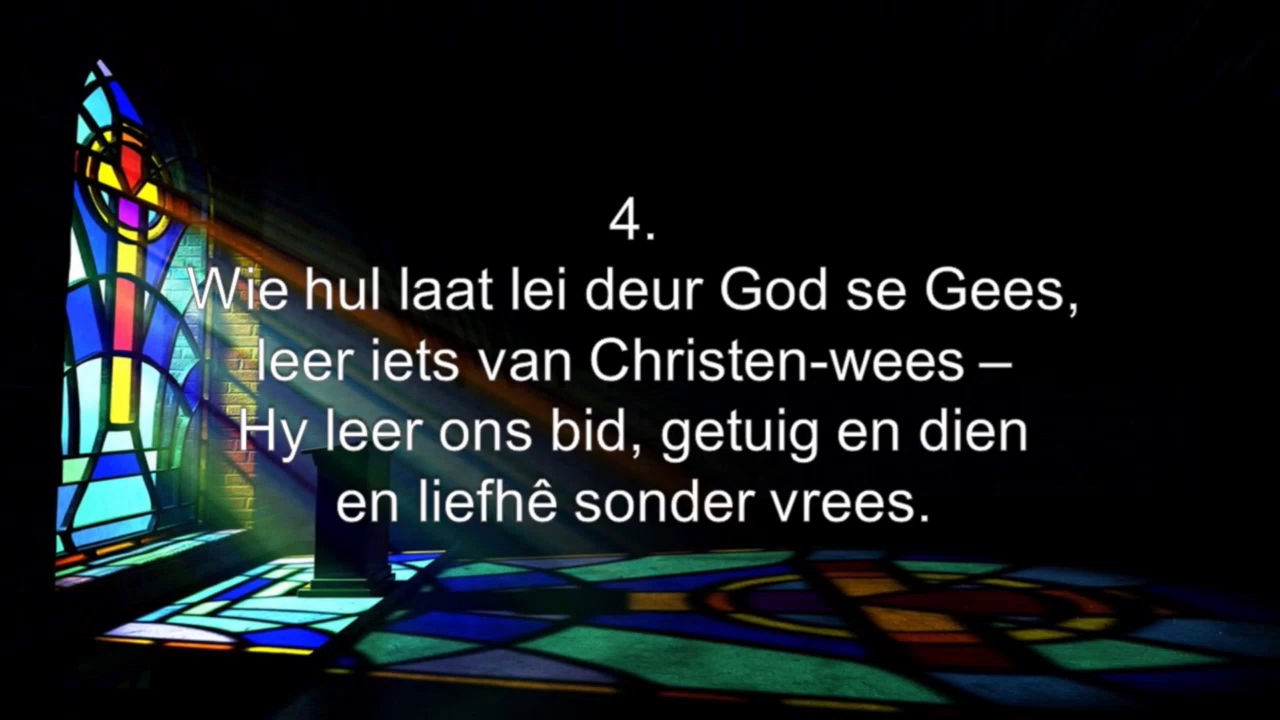 4.
Wie hul laat lei deur God se Gees,
leer iets van Christen-wees –
Hy leer ons bid, getuig en dien
en liefhê sonder vrees.